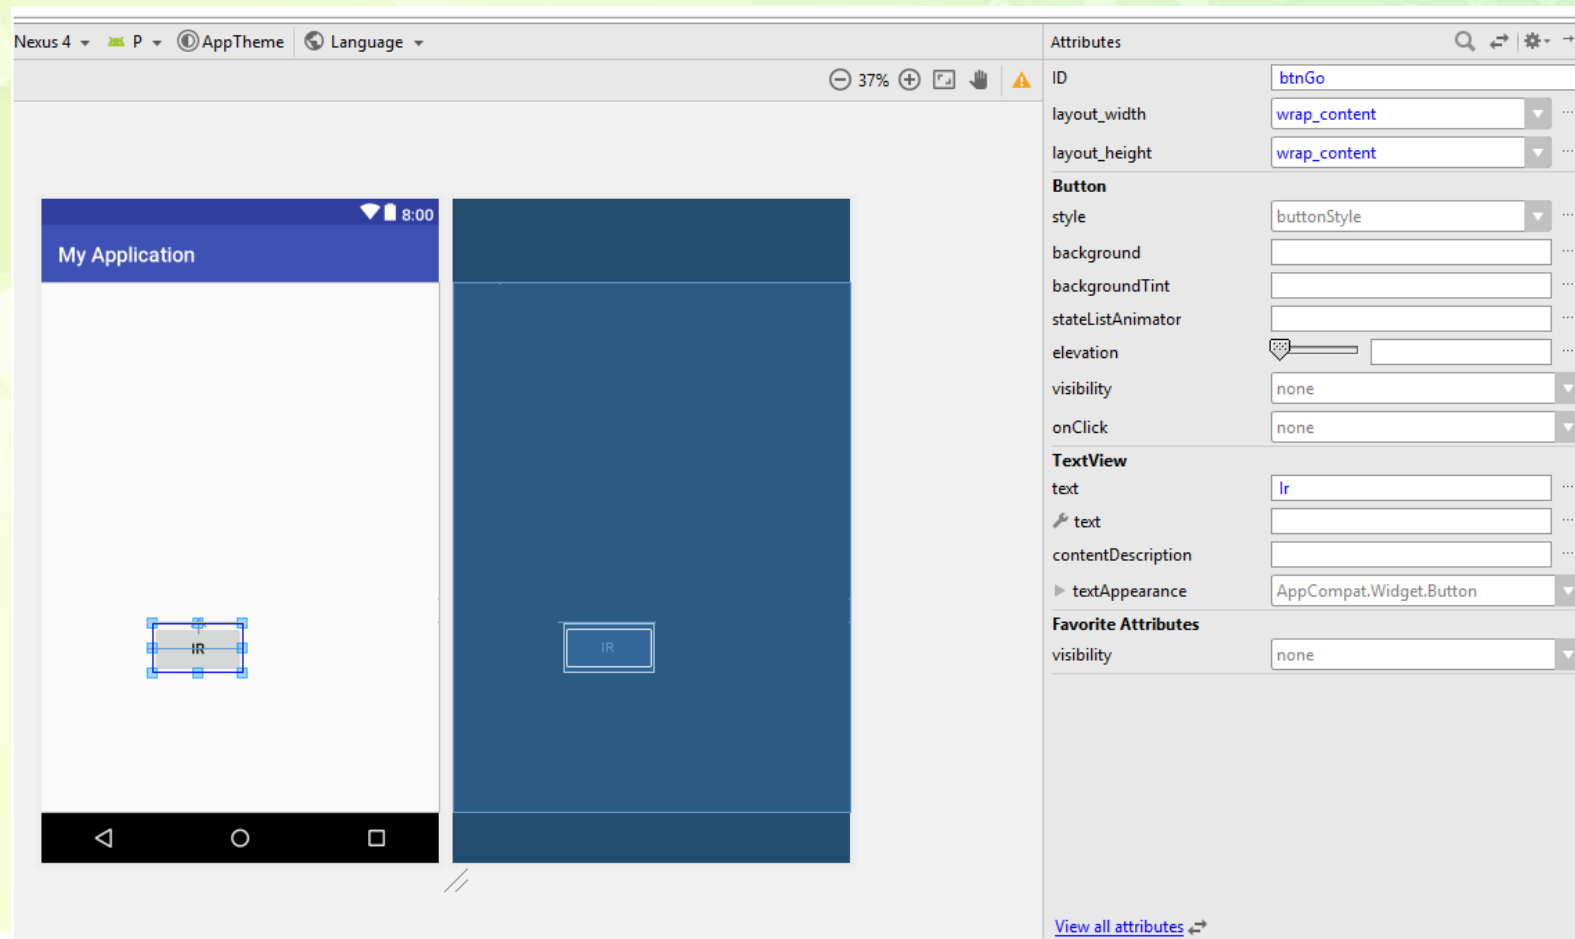 Nexus 4 P AppTheme Language
37%
8:00
My Application
IR
IR
Attributes
ID btnGo
layout_width wrap_content
layout_height wrap_content
Button
style buttonStyle
background
backgroundTint
stateListAnimator
elevation
visibility none
onClick none
TextView
text Ir
text
contentDescription
textAppearance AppCompat.Widget.Button
Favorite Attributes
visibility none
View all attributes